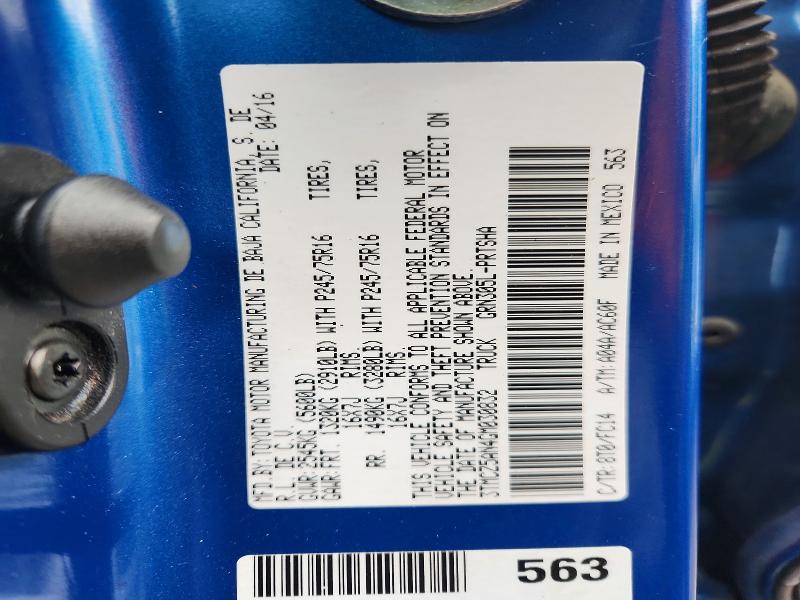 MFD.BY:TOYOTA MOTOR MANUFACTURING DE BAJA CALIFORNIA, S. DE
R.L. DE C.V. DATE: 04/16
GVWR:2545KG(5600LB)
GAWR:FRT. 1320KG (2910LB) WITH P245/75R16 TIRES,
16X7J RIMS.
RR. 1490KG (3280LB) WITH P245/75R16 TIRES,
16X7J RIMS.
THIS VEHICLE CONFORMS TO ALL APPLICABLE FEDERAL MOTOR
VEHICLE SAFETY AND THEFT PREVENTION STANDARDS IN EFFECT ON
THE DATE OF MANUFACTURE SHOWN ABOVE.
3TMCZ5AN4GM030832 TRUCK GRN305L-PRTSHA
C/TR:8T0/FC14 A/TM:A04A/AC60F MADE IN MEXICO 563
563